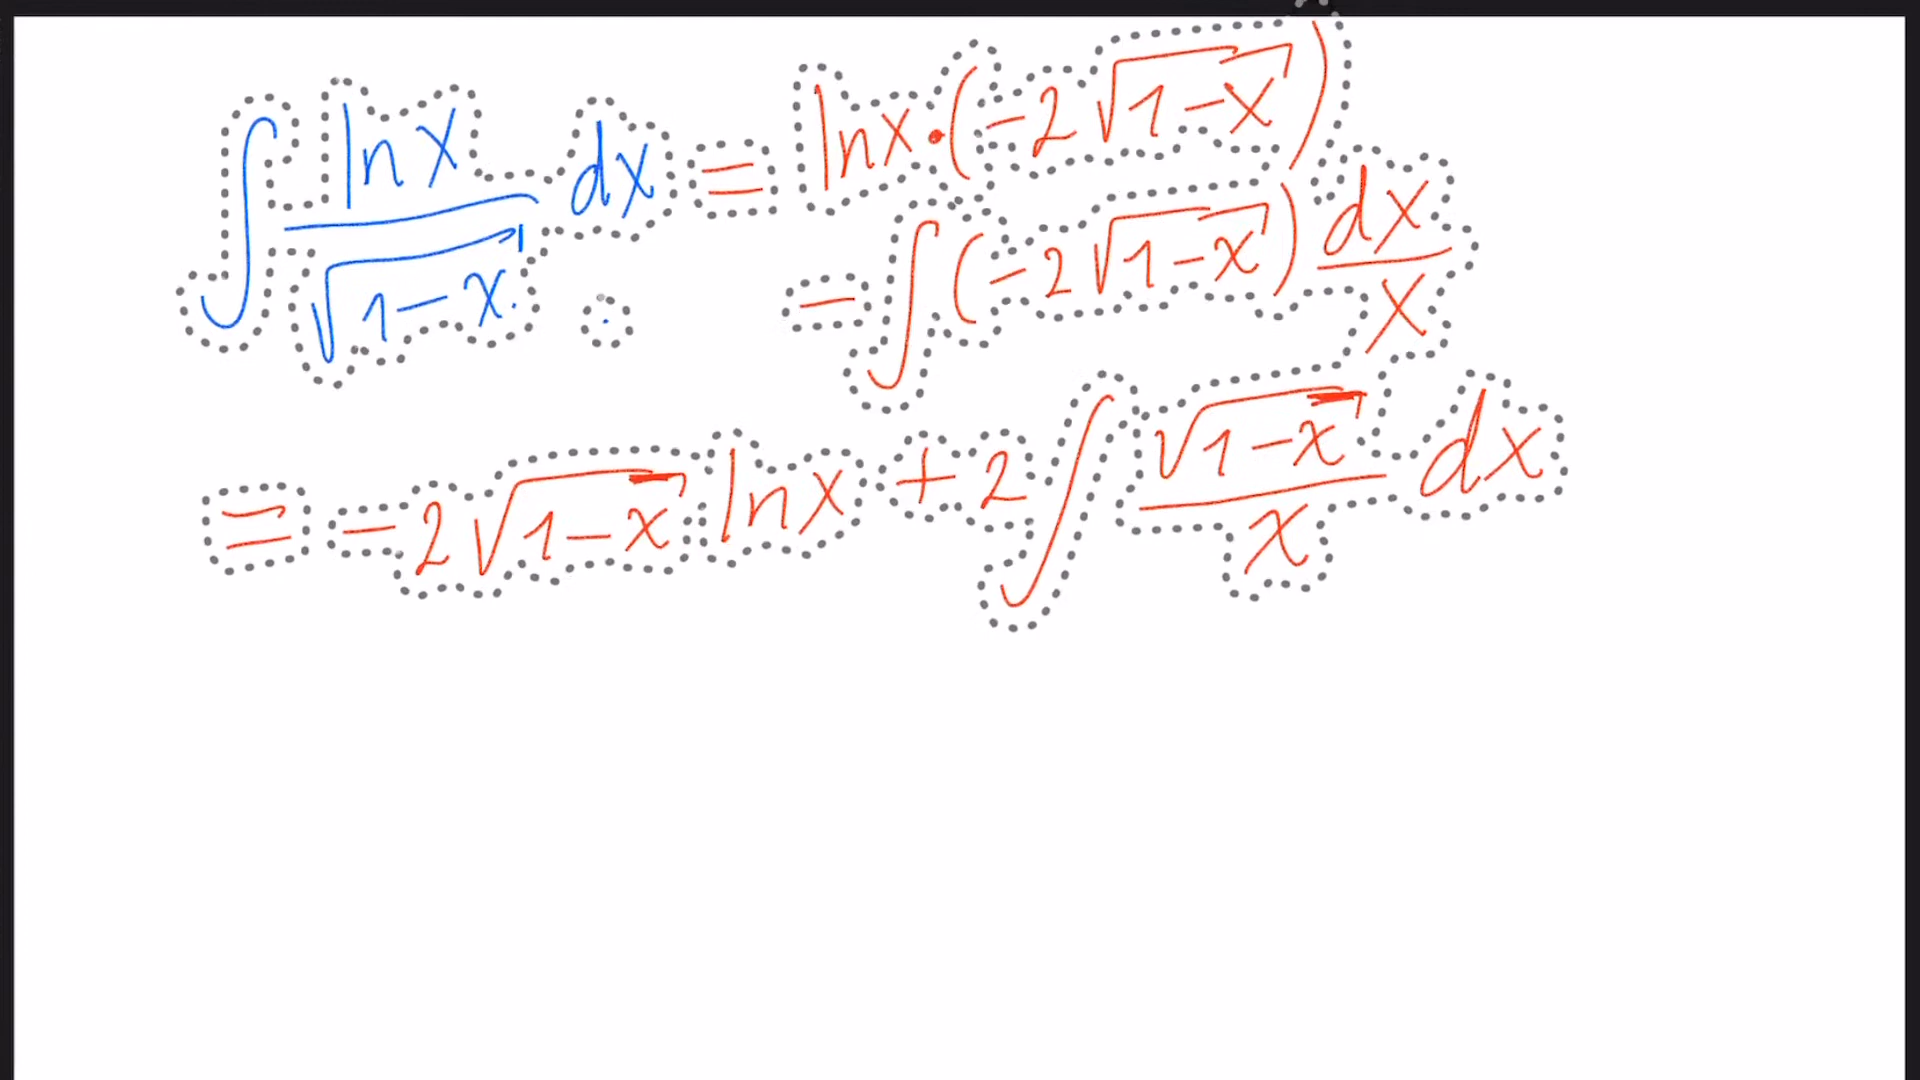 ∫ ln x / √(1-x) dx = ln x · (-2√(1-x))
- ∫ (-2√(1-x)) dx/x
= -2√(1-x) ln x + 2 ∫ √(1-x) / x dx